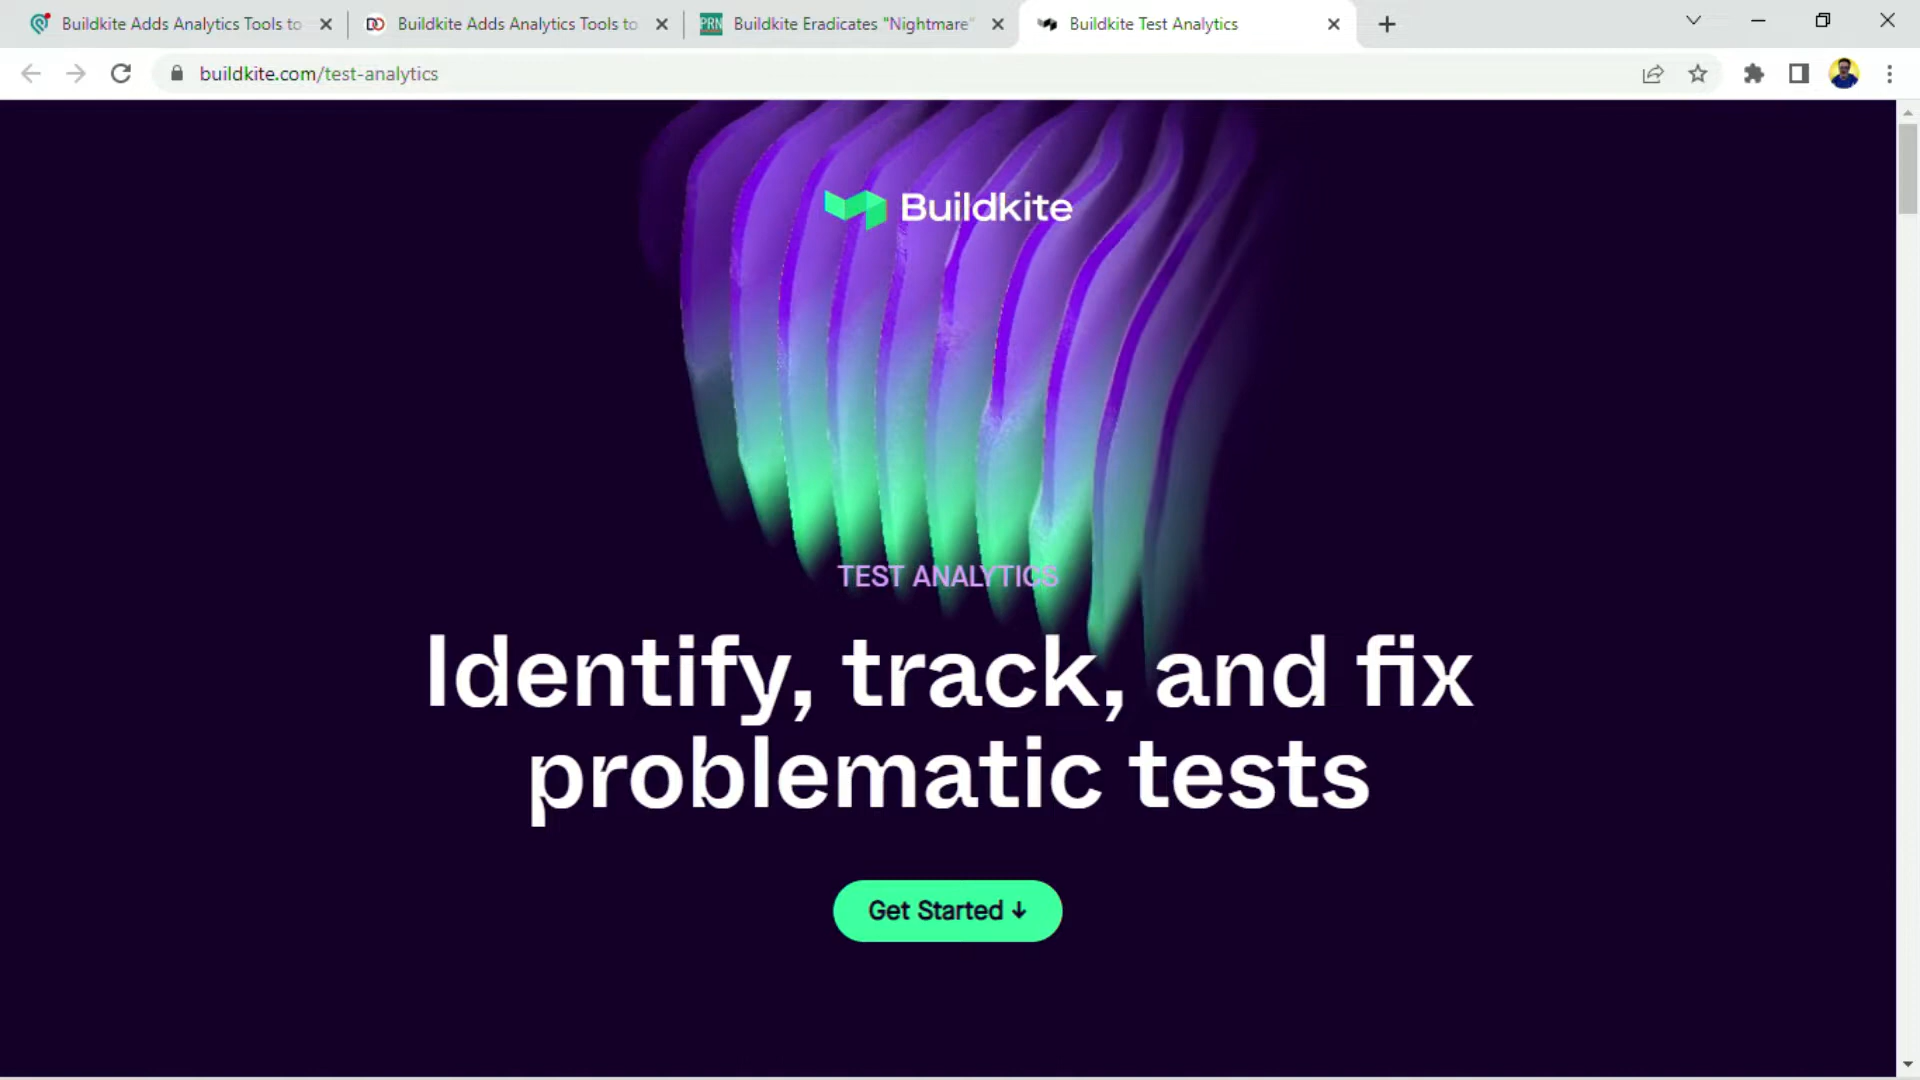 Buildkite Adds Analytics Tools to
Buildkite Adds Analytics Tools to
PRN
Buildkite Eradicates "Nightmare"
Buildkite Test Analytics
buildkite.com/test-analytics
Buildkite
TEST ANALYTICS
Identify, track, and fix
problematic tests
Get Started ↓